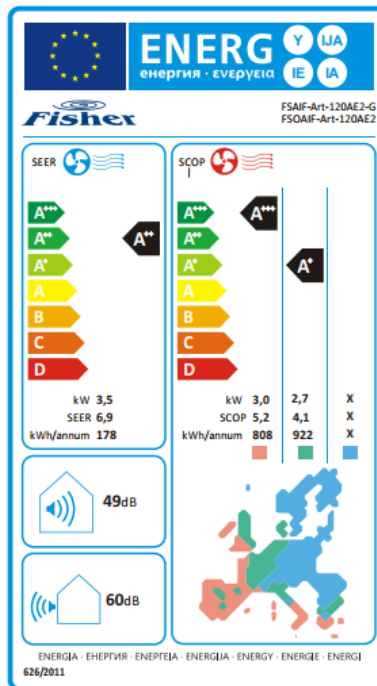 ENERG
енергия · ενεργεια
Y IJA
IE IA
Fisher
FSAIF-Art-120AE2-G
FSOAIF-Art-120AE2
SEER
SCOP
A+++ A+++ A+++
A++ A++ A++
A+ A+ A+
A A
B B
C C
D D
kW 3,5
SEER 6,9
kWh/annum 178
kW 3,0 2,7 X
SCOP 5,2 4,1 X
kWh/annum 808 922 X
49dB
60dB
ENERGIA · ЕНЕРГИЯ · ΕΝΕΡΓΕΙΑ · ENERGIJA · ENERGY · ENERGIE · ENERGI
626/2011